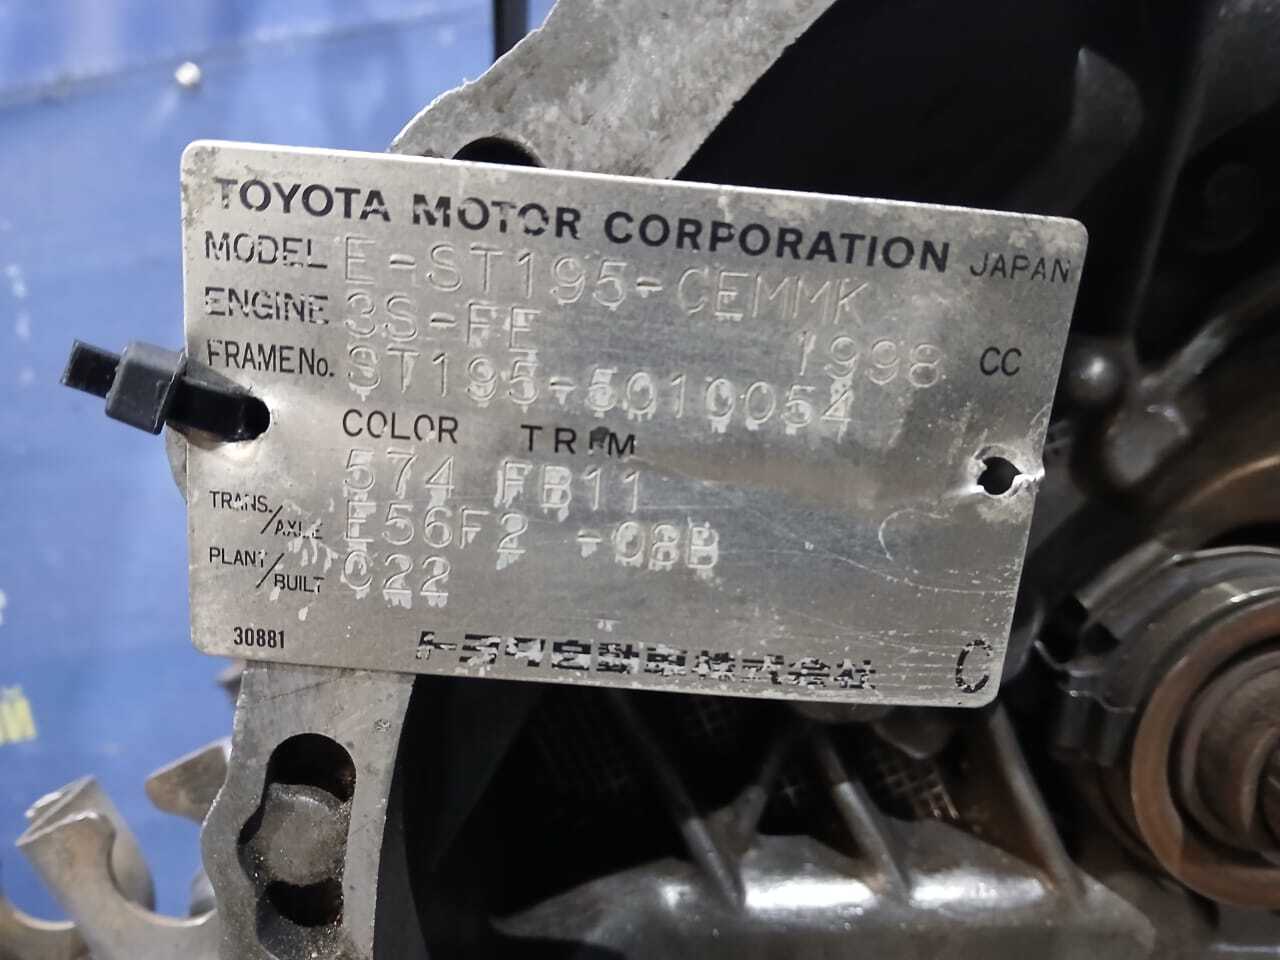 TOYOTA MOTOR CORPORATION JAPAN
MODEL E-ST195-CEMMK
ENGINE 3S-FE 1998 CC
FRAME No. ST195-5010054
COLOR TRIM
574 FB11
TRANS./AXLE E56F2 -08B
PLANT/BUILT C22
30881 トヨタ自動車株式会社 C